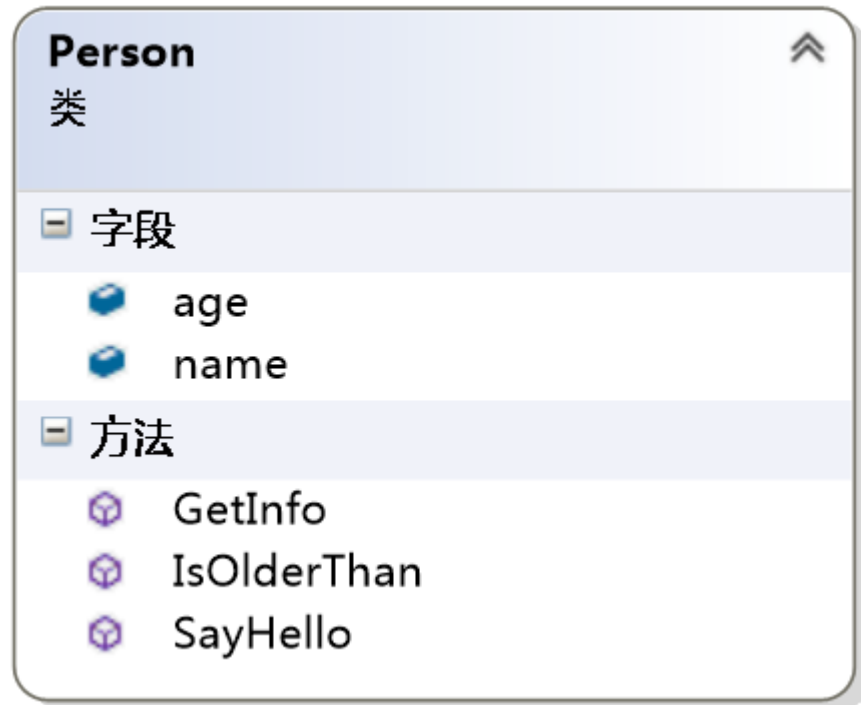 Person
类
字段
age
name
方法
GetInfo
IsOlderThan
SayHello